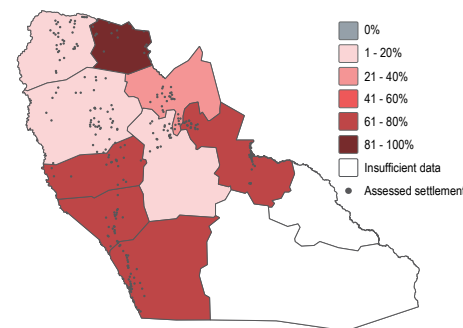 0%
1 - 20%
21 - 40%
41 - 60%
61 - 80%
81 - 100%
Insufficient data
Assessed settlement